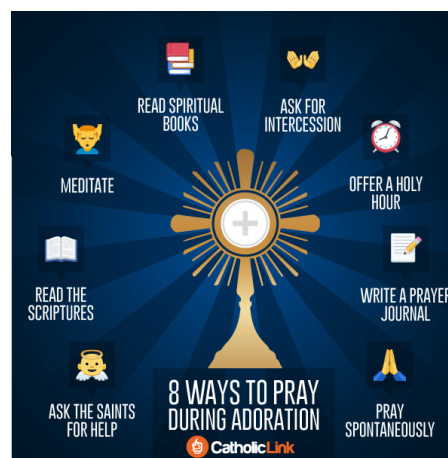 READ SPIRITUAL
BOOKS
ASK FOR
INTERCESSION
MEDITATE
OFFER A HOLY
HOUR
READ THE
SCRIPTURES
WRITE A PRAYER
JOURNAL
ASK THE SAINTS
FOR HELP
PRAY
SPONTANEOUSLY
8 WAYS TO PRAY
DURING ADORATION
CatholicLink